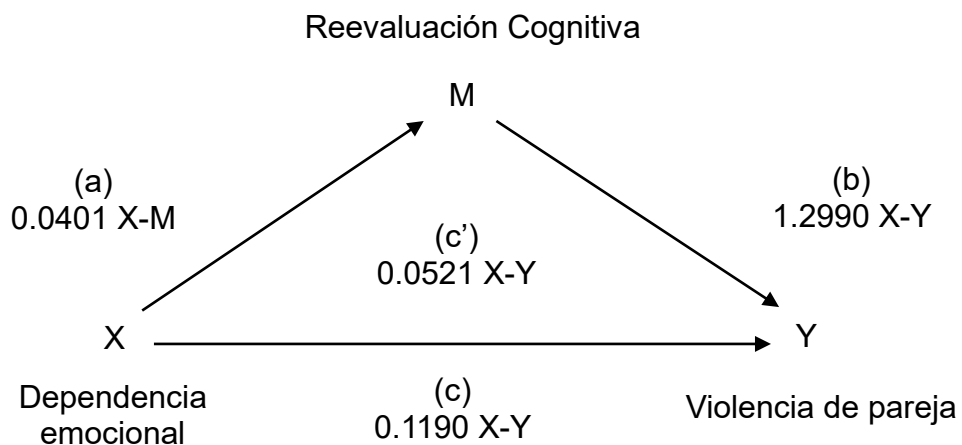 Reevaluación Cognitiva
M
(a)
0.0401 X-M
(b)
1.2990 X-Y
(c’)
0.0521 X-Y
X
Y
Dependencia
emocional
(c)
0.1190 X-Y
Violencia de pareja